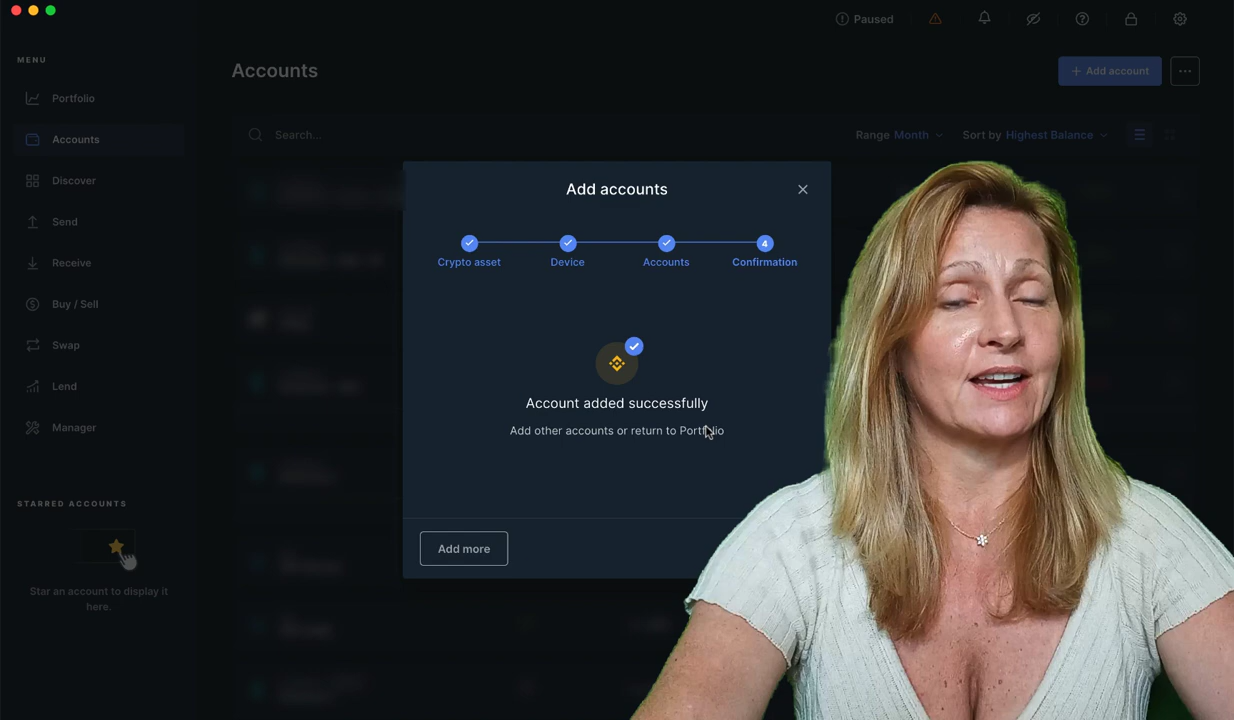 Paused
MENU
Accounts
+ Add account
Portfolio
Accounts
Search...
Range Month
Sort by Highest Balance
Discover
Add accounts
Send
4
Crypto asset
Device
Accounts
Confirmation
Receive
Buy / Sell
Swap
Lend
Account added successfully
Manager
Add other accounts or return to Portfolio
STARRED ACCOUNTS
Add more
Star an account to display it
here.